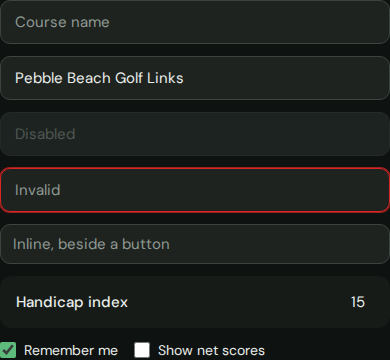 Course name
Pebble Beach Golf Links
Disabled
Invalid
Inline, beside a button
Handicap index 15
Remember me Show net scores